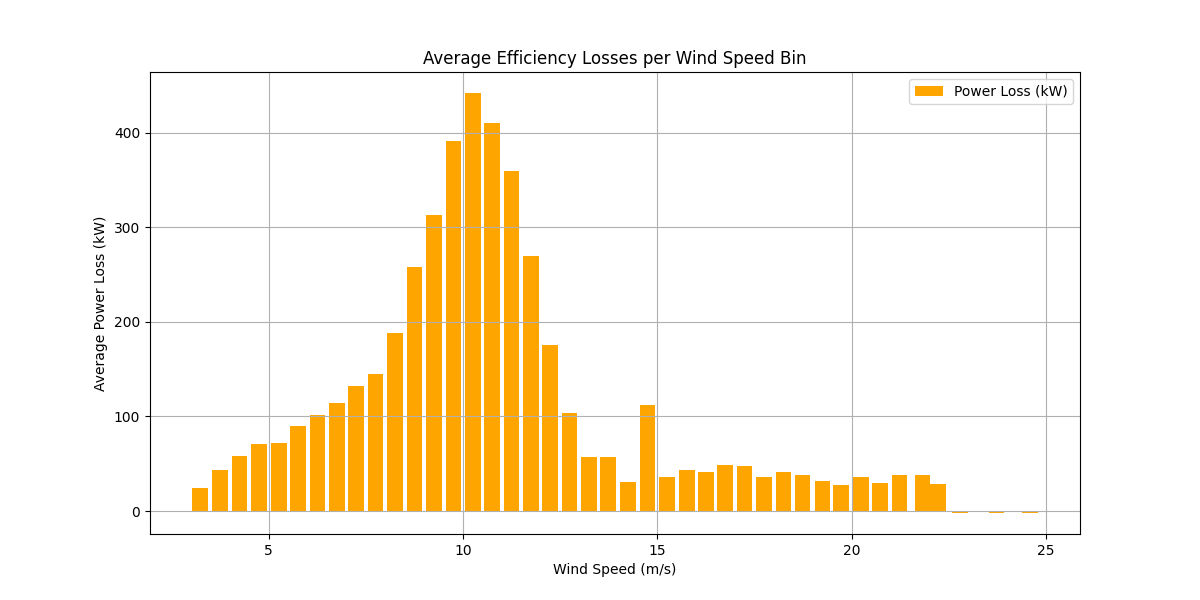 Average Efficiency Losses per Wind Speed Bin
Power Loss (kW)
Average Power Loss (kW)
400
300
200
100
0
5 10 15 20 25
Wind Speed (m/s)